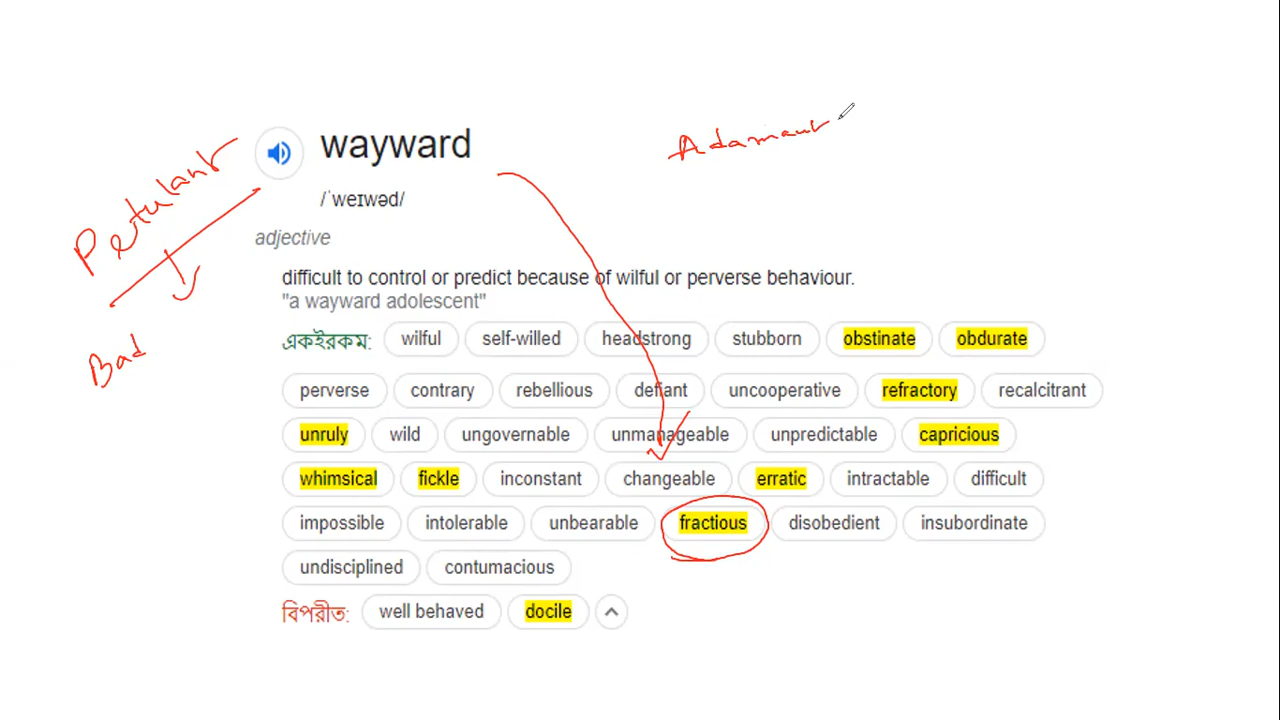 wayward
Adamant
Petulant
/ˈweɪwəd/
adjective
difficult to control or predict because of wilful or perverse behaviour.
"a wayward adolescent"
একইরকম: wilful self-willed headstrong stubborn obstinate obdurate
Bad
perverse contrary rebellious defiant uncooperative refractory recalcitrant
unruly wild ungovernable unmanageable unpredictable capricious
whimsical fickle inconstant changeable erratic intractable difficult
impossible intolerable unbearable fractious disobedient insubordinate
undisciplined contumacious
বিপরীত: well behaved docile